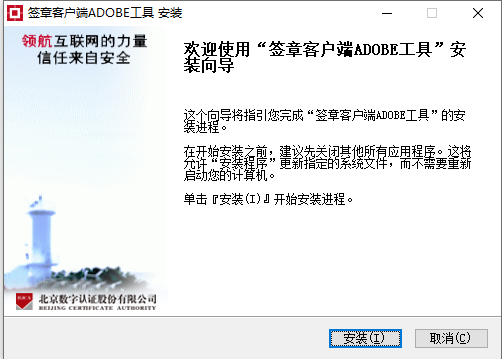 签章客户端ADOBE工具 安装
领航互联网的力量
信任来自安全
欢迎使用“签章客户端ADOBE工具”安
装向导
这个向导将指引您完成“签章客户端ADOBE工具”的安
装进程。
在开始安装之前，建议先关闭其他所有应用程序。这将
允许“安装程序”更新指定的系统文件，而不需要重新
启动您的计算机。
单击『安装(I)』开始安装进程。
BJCA
北京数字认证股份有限公司
BEIJING CERTIFICATE AUTHORITY
安装(I)
取消(C)